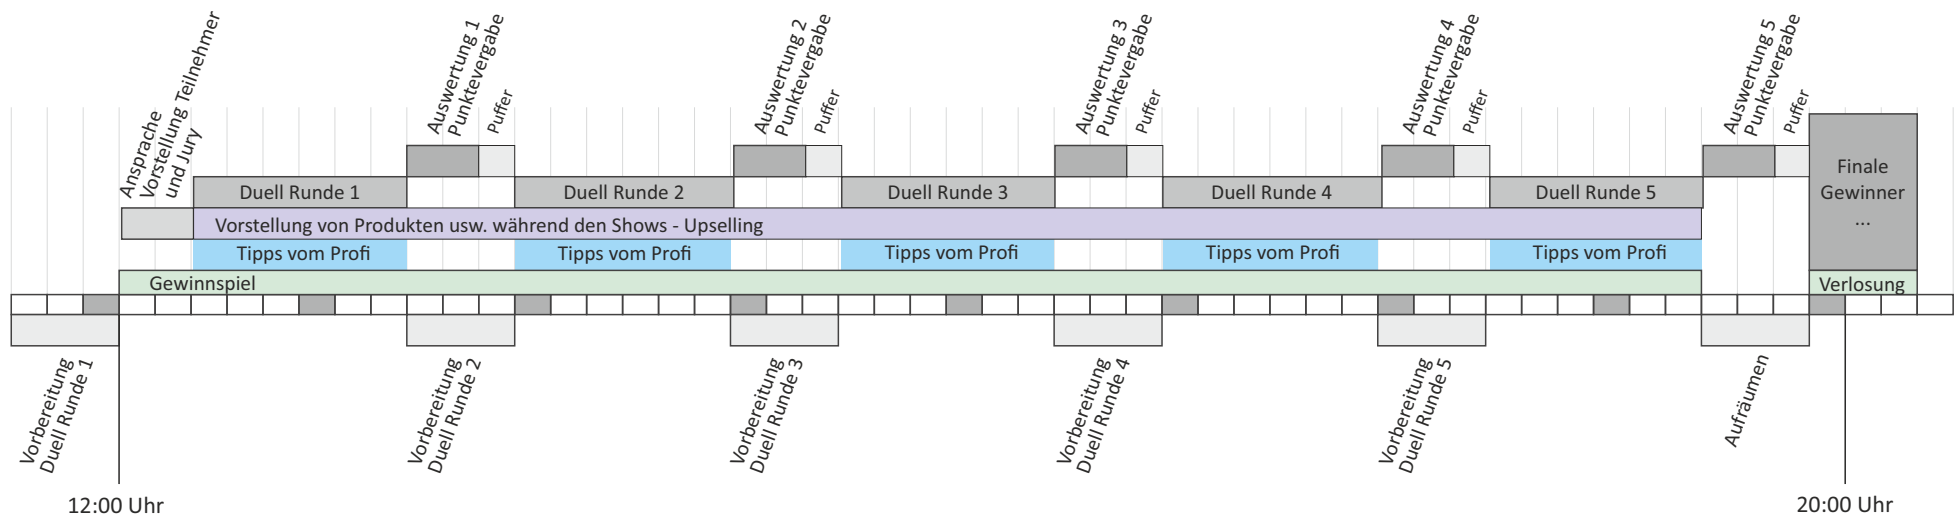 Ansprache
Vorstellung Teilnehmer
und Jury
Auswertung 1
Punktevergabe
Puffer
Auswertung 2
Punktevergabe
Puffer
Auswertung 3
Punktevergabe
Puffer
Auswertung 4
Punktevergabe
Puffer
Auswertung 5
Punktevergabe
Puffer
Duell Runde 1
Duell Runde 2
Duell Runde 3
Duell Runde 4
Duell Runde 5
Finale
Gewinner
...
Vorstellung von Produkten usw. während den Shows - Upselling
Tipps vom Profi
Tipps vom Profi
Tipps vom Profi
Tipps vom Profi
Tipps vom Profi
Gewinnspiel
Verlosung
Vorbereitung
Duell Runde 1
Vorbereitung
Duell Runde 2
Vorbereitung
Duell Runde 3
Vorbereitung
Duell Runde 4
Vorbereitung
Duell Runde 5
Aufräumen
12:00 Uhr
20:00 Uhr